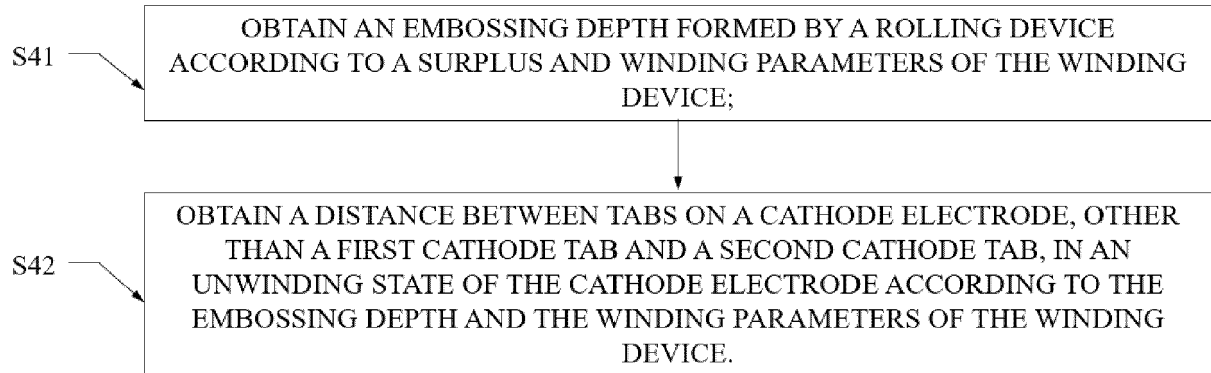 S41
OBTAIN AN EMBOSSING DEPTH FORMED BY A ROLLING DEVICE
ACCORDING TO A SURPLUS AND WINDING PARAMETERS OF THE WINDING
DEVICE;
S42
OBTAIN A DISTANCE BETWEEN TABS ON A CATHODE ELECTRODE, OTHER
THAN A FIRST CATHODE TAB AND A SECOND CATHODE TAB, IN AN
UNWINDING STATE OF THE CATHODE ELECTRODE ACCORDING TO THE
EMBOSSING DEPTH AND THE WINDING PARAMETERS OF THE WINDING
DEVICE.